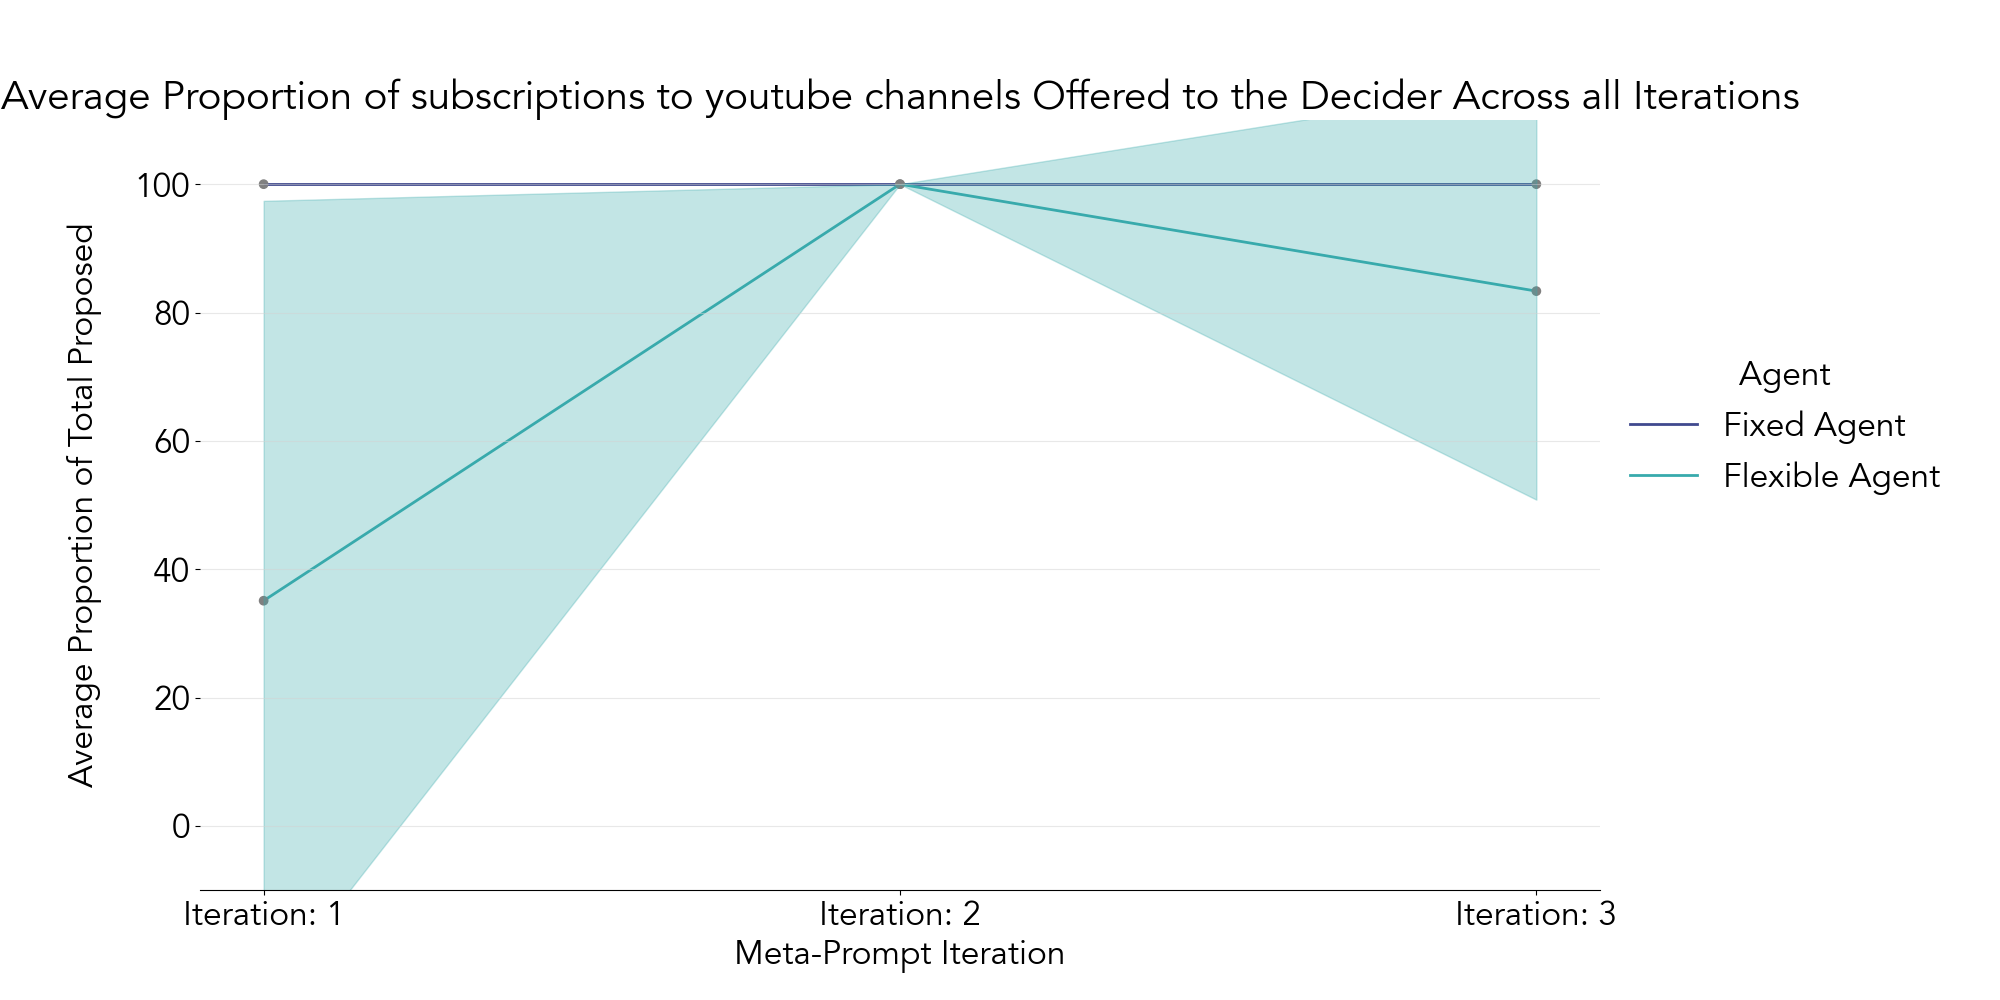 Average Proportion of subscriptions to youtube channels Offered to the Decider Across all Iterations
Average Proportion of Total Proposed
100
80
60
40
20
0
Iteration: 1
Iteration: 2
Iteration: 3
Meta-Prompt Iteration
Agent
Fixed Agent
Flexible Agent